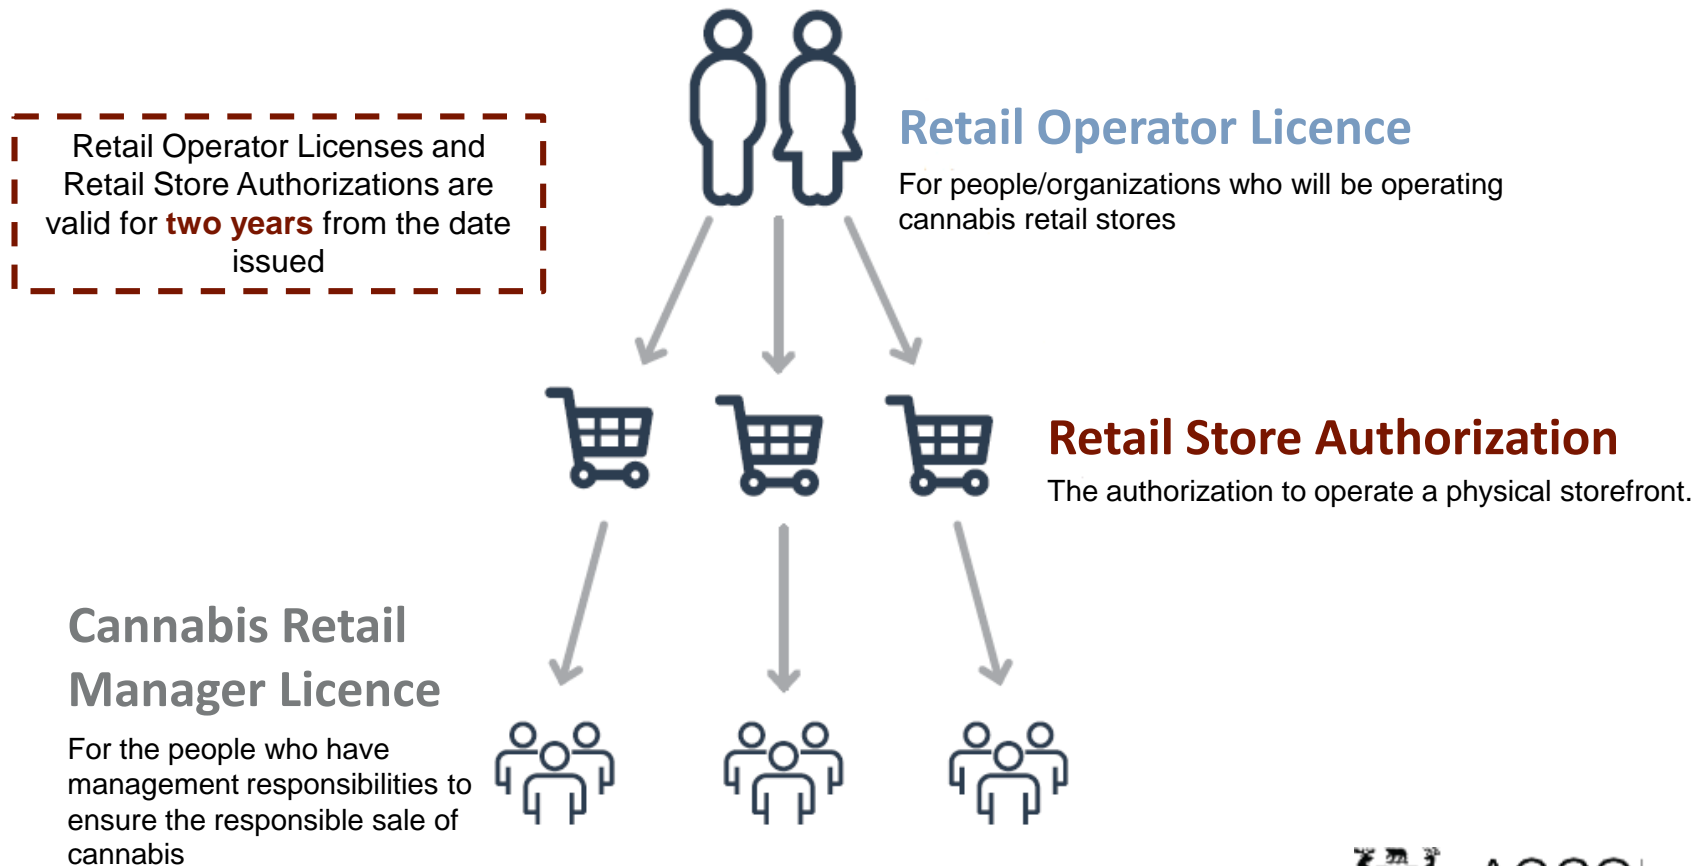 Retail Operator Licenses and
Retail Store Authorizations are
valid for two years from the date
issued
Retail Operator Licence
For people/organizations who will be operating
cannabis retail stores
Retail Store Authorization
The authorization to operate a physical storefront.
Cannabis Retail
Manager Licence
For the people who have
management responsibilities to
ensure the responsible sale of
cannabis